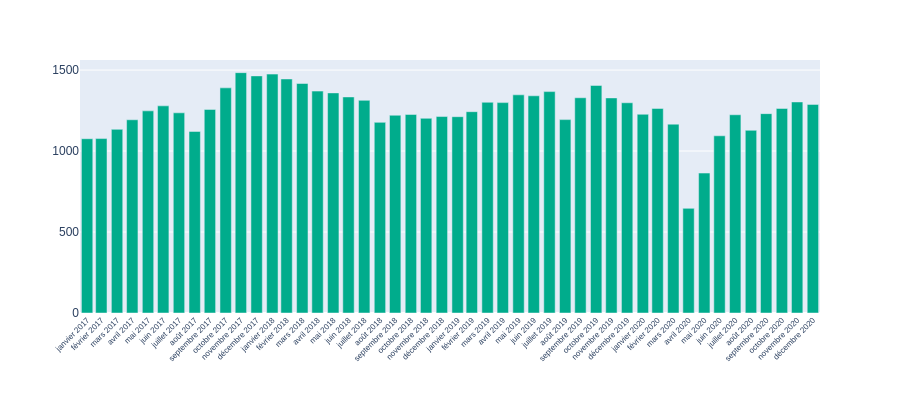 1500
1000
500
0
janvier 2017
février 2017
mars 2017
avril 2017
mai 2017
juin 2017
juillet 2017
août 2017
septembre 2017
octobre 2017
novembre 2017
décembre 2017
janvier 2018
février 2018
mars 2018
avril 2018
mai 2018
juin 2018
juillet 2018
août 2018
septembre 2018
octobre 2018
novembre 2018
décembre 2018
janvier 2019
février 2019
mars 2019
avril 2019
mai 2019
juin 2019
juillet 2019
août 2019
septembre 2019
octobre 2019
novembre 2019
décembre 2019
janvier 2020
février 2020
mars 2020
avril 2020
mai 2020
juin 2020
juillet 2020
août 2020
septembre 2020
octobre 2020
novembre 2020
décembre 2020